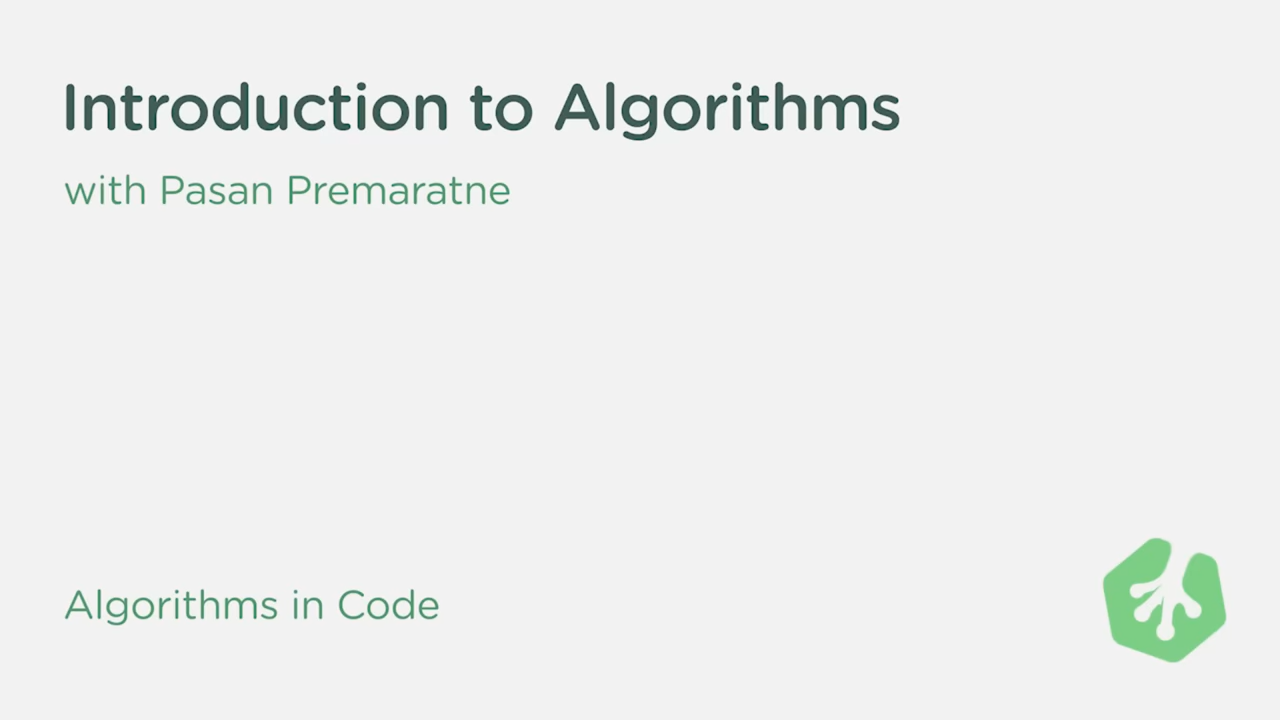 Introduction to Algorithms
with Pasan Premaratne
Algorithms in Code